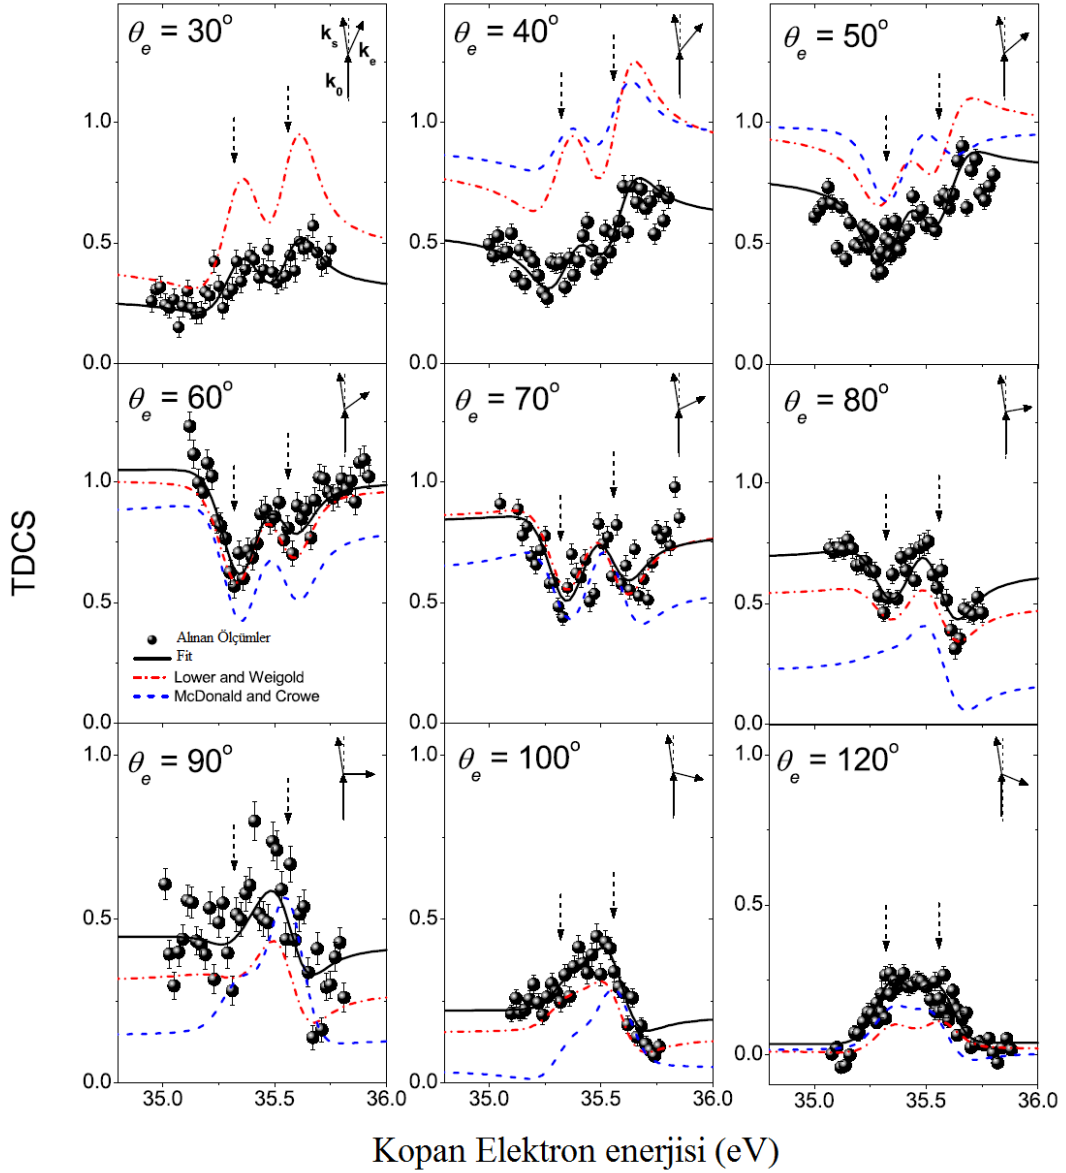 θe = 30°
ks
ke
k0
θe = 40°
θe = 50°
1.0
0.5
0.0
1.0
0.5
0.0
1.0
0.5
0.0
θe = 60°
θe = 70°
θe = 80°
1.0
0.5
0.0
1.0
0.5
0.0
1.0
0.5
0.0
TDCS
Alınan Ölçümler
Fit
Lower and Weigold
McDonald and Crowe
θe = 90°
θe = 100°
θe = 120°
1.0
0.5
0.0
1.0
0.5
0.0
1.0
0.5
0.0
35.0 35.5 36.0
35.0 35.5 36.0
35.0 35.5 36.0
Kopan Elektron enerjisi (eV)